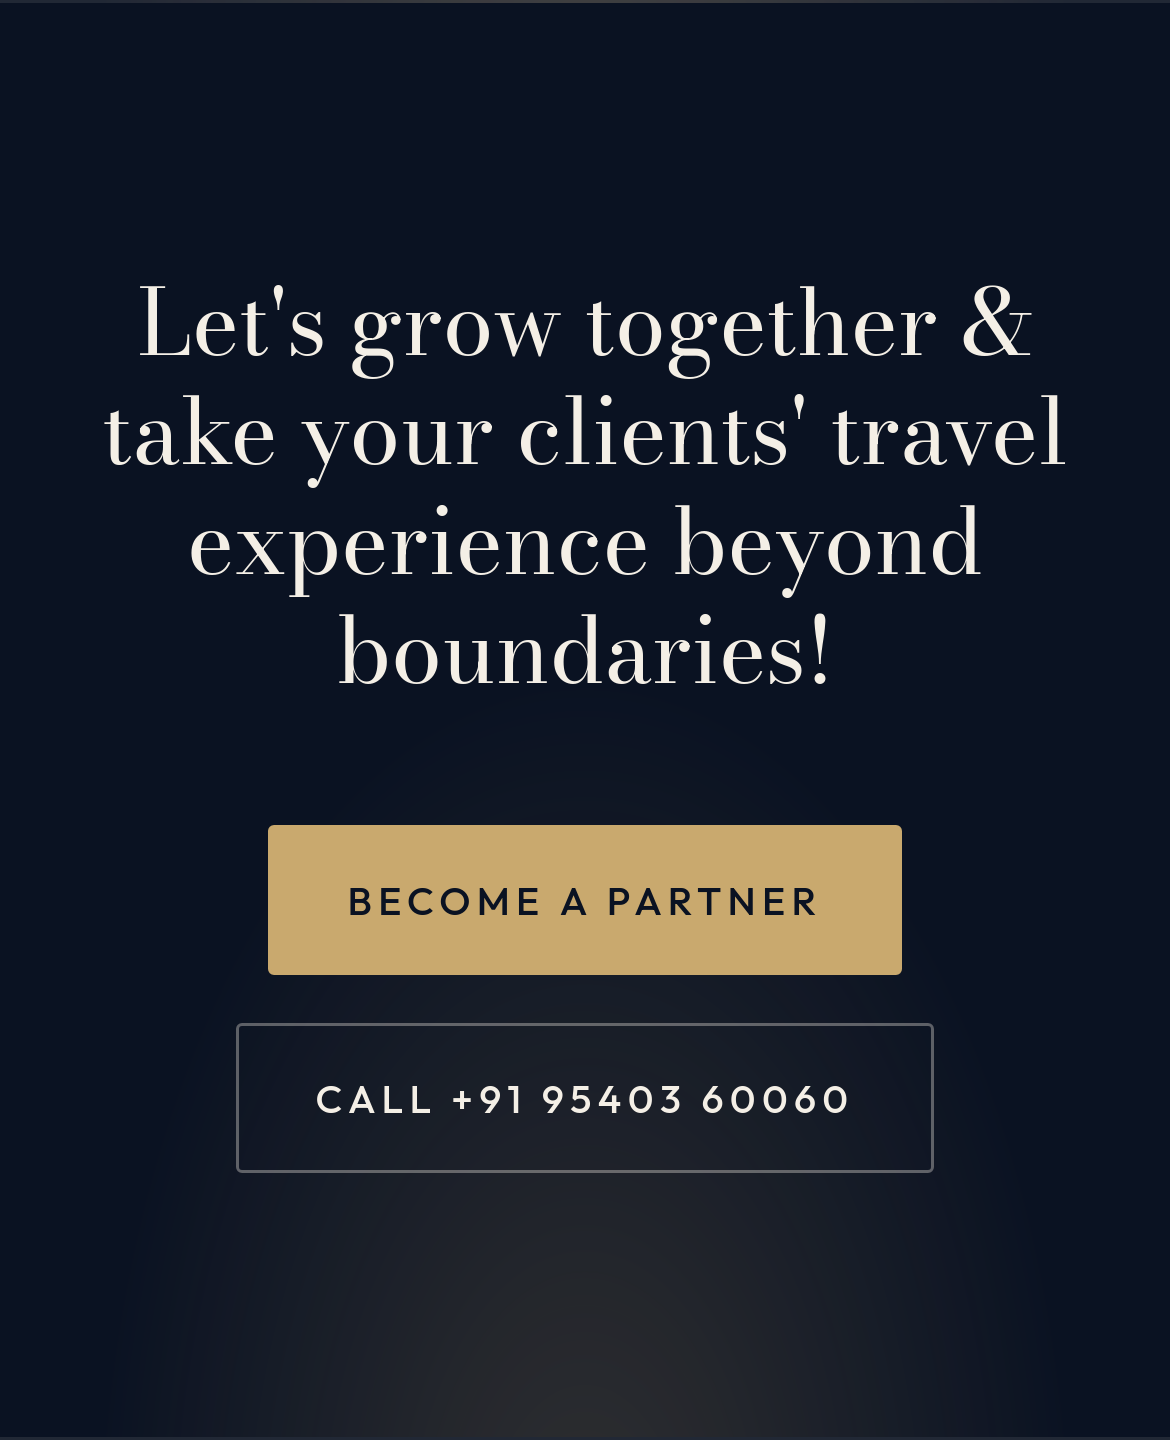 Let's grow together &
take your clients' travel
experience beyond
boundaries!
BECOME A PARTNER
CALL +91 95403 60060